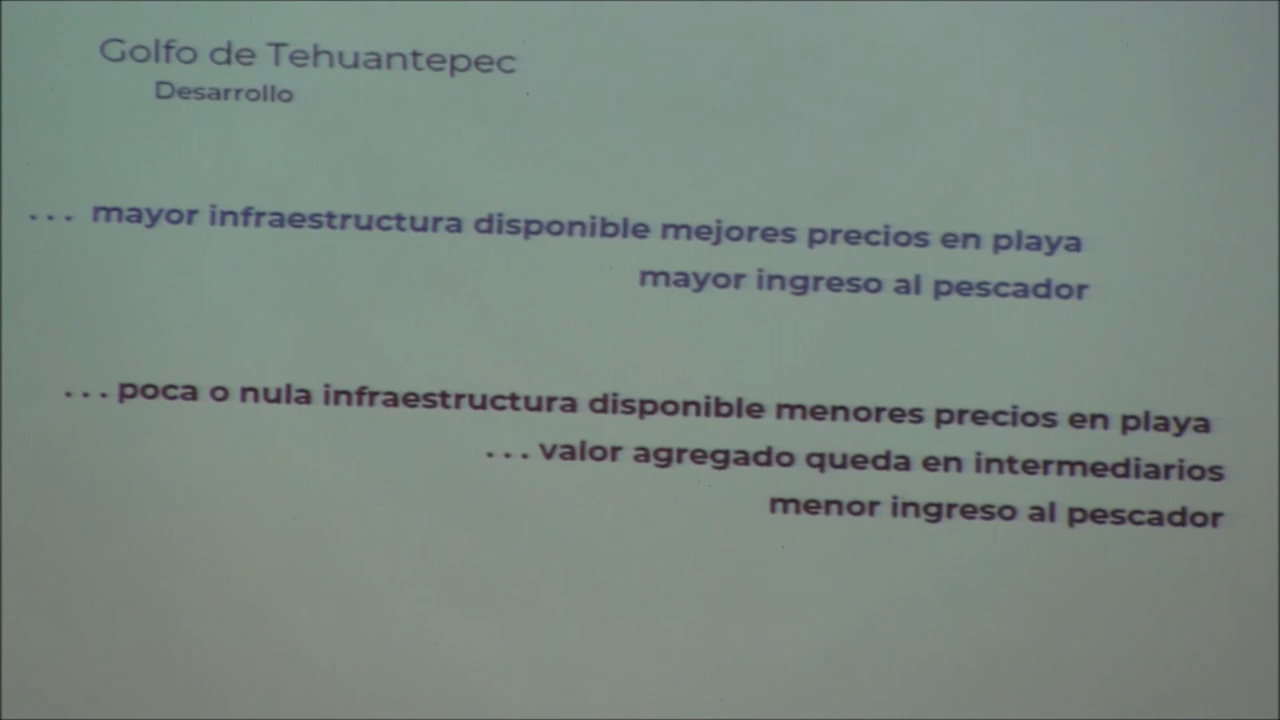 Golfo de Tehuantepec
Desarrollo
... mayor infraestructura disponible mejores precios en playa
mayor ingreso al pescador
... poca o nula infraestructura disponible menores precios en playa
... valor agregado queda en intermediarios
menor ingreso al pescador